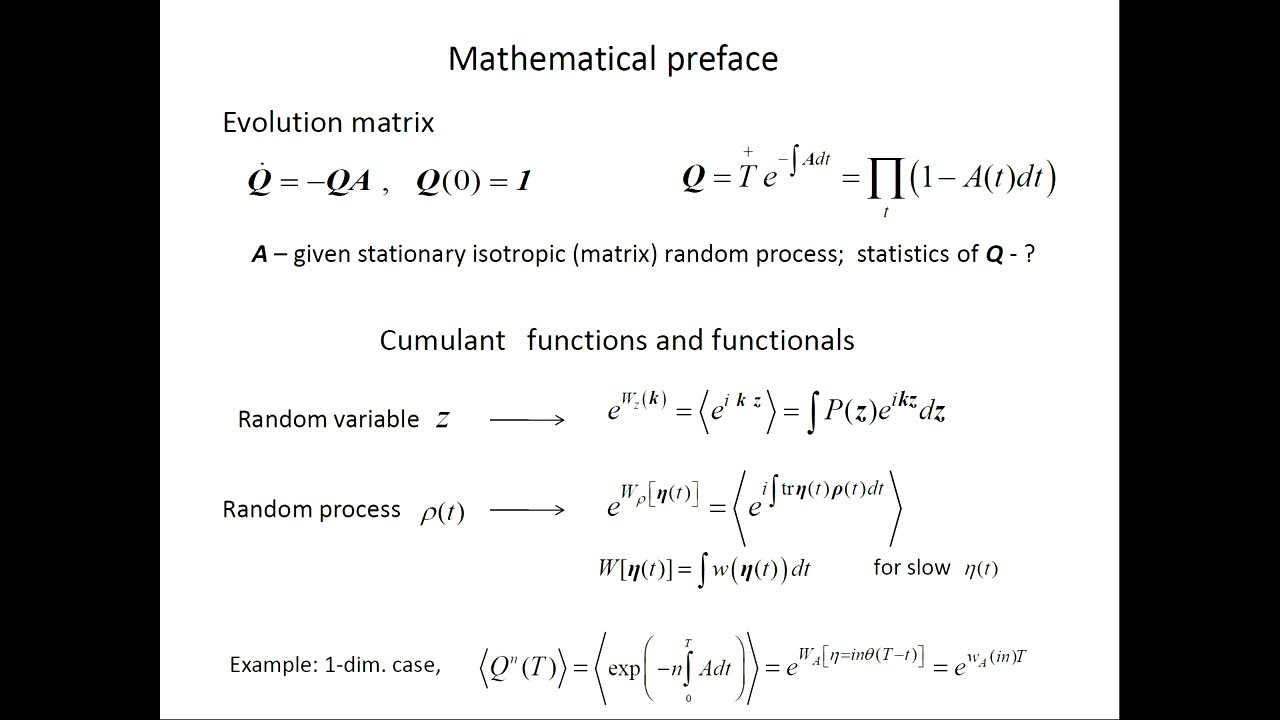 Mathematical preface
Evolution matrix
Q̇ = −QA , Q(0) = 1
Q = T⁺ e^{−∫Adt} = ∏_t (1 − A(t)dt)
A – given stationary isotropic (matrix) random process; statistics of Q - ?
Cumulant functions and functionals
Random variable z ⟶ e^{W_z(k)} = ⟨e^{i k z}⟩ = ∫ P(z)e^{ikz}dz
Random process ρ(t) ⟶ e^{W_ρ[η(t)]} = ⟨e^{i∫tr η(t)ρ(t)dt}⟩
W[η(t)] = ∫ w(η(t))dt for slow η(t)
Example: 1-dim. case, ⟨Qⁿ(T)⟩ = ⟨exp(−n∫₀ᵀ Adt)⟩ = e^{W_A[η=inθ(T−t)]} = e^{w_A(in)T}